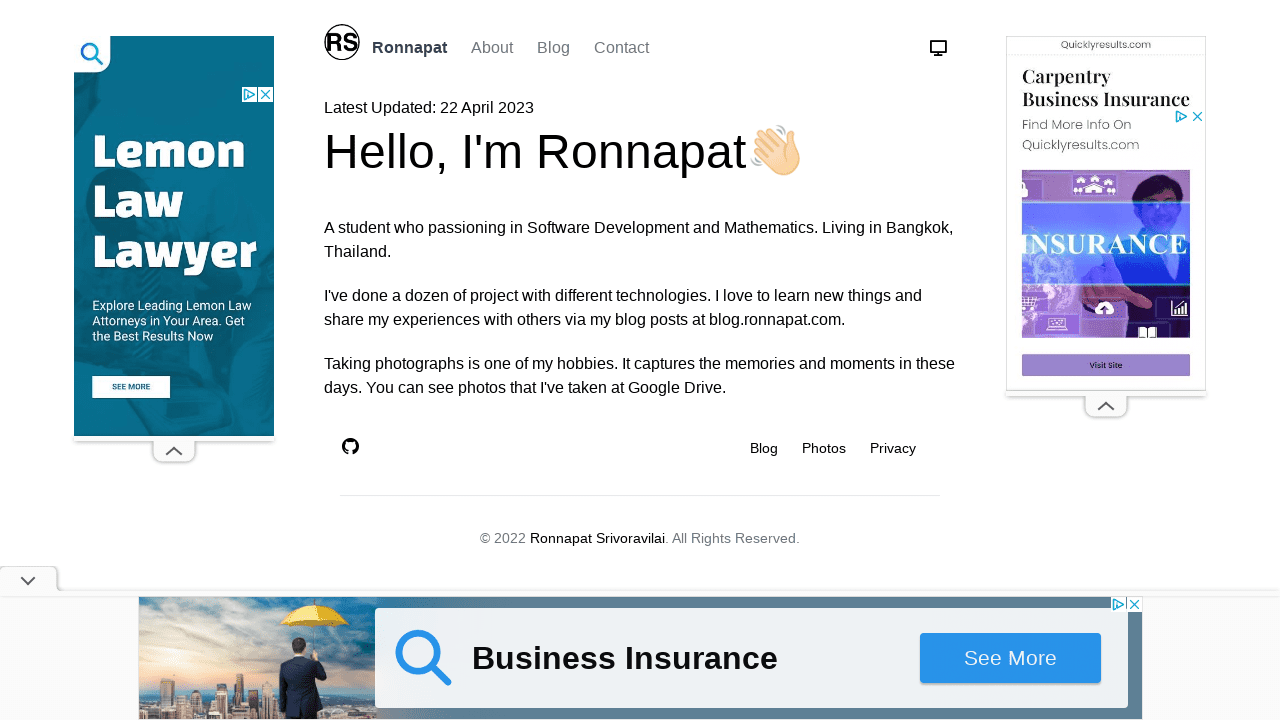 RS
Ronnapat About Blog Contact
Latest Updated: 22 April 2023
Hello, I'm Ronnapat
A student who passioning in Software Development and Mathematics. Living in Bangkok,
Thailand.
I've done a dozen of project with different technologies. I love to learn new things and
share my experiences with others via my blog posts at blog.ronnapat.com.
Taking photographs is one of my hobbies. It captures the memories and moments in these
days. You can see photos that I've taken at Google Drive.
Blog Photos Privacy
© 2022 Ronnapat Srivoravilai. All Rights Reserved.
Lemon
Law
Lawyer
Explore Leading Lemon Law
Attorneys in Your Area. Get
the Best Results Now
SEE MORE
Quicklyresults.com
Carpentry
Business Insurance
Find More Info On
Quicklyresults.com
INSURANCE
Visit Site
Business Insurance
See More